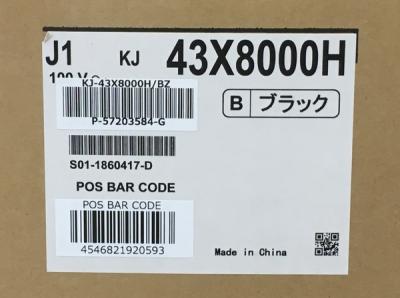 J1 KJ 43X8000H
100 V
KJ-43X8000H/BZ
B ブラック
P-57203584-G
S01-1860417-D
POS BAR CODE
POS BAR CODE
4546821920593
Made in China